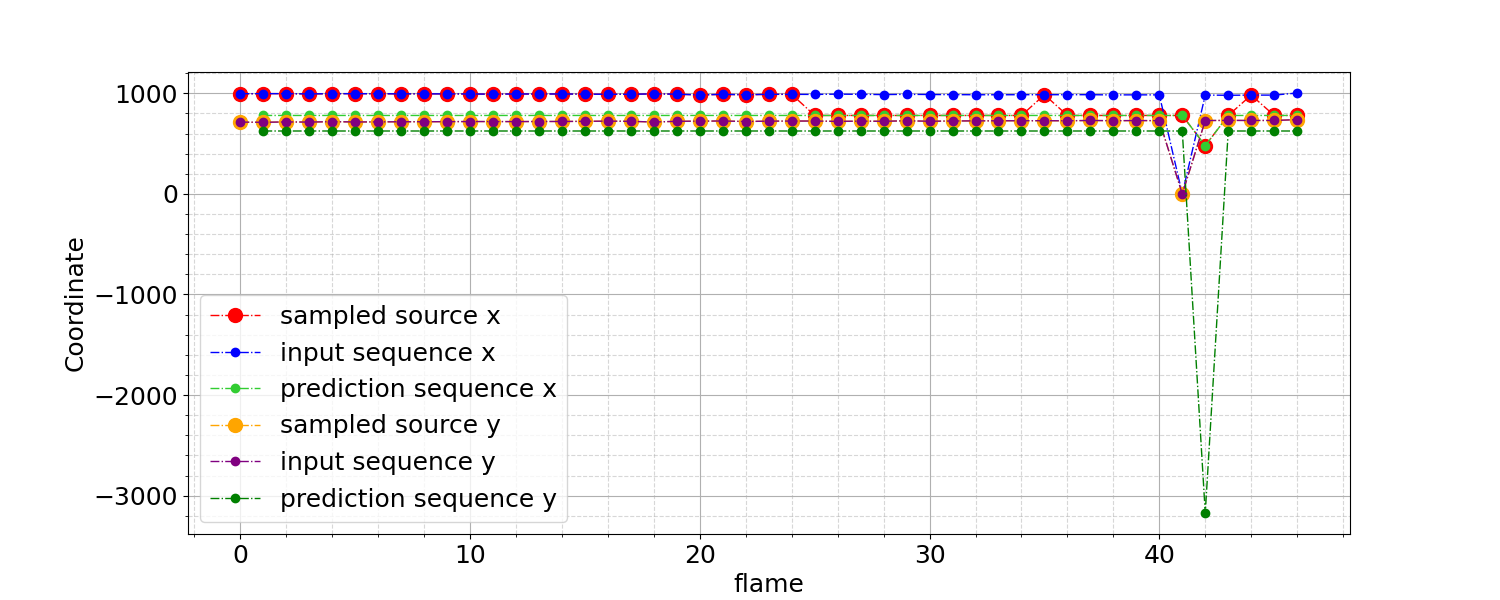 1000
0
−1000
−2000
−3000
Coordinate
sampled source x
input sequence x
prediction sequence x
sampled source y
input sequence y
prediction sequence y
0 10 20 30 40
flame